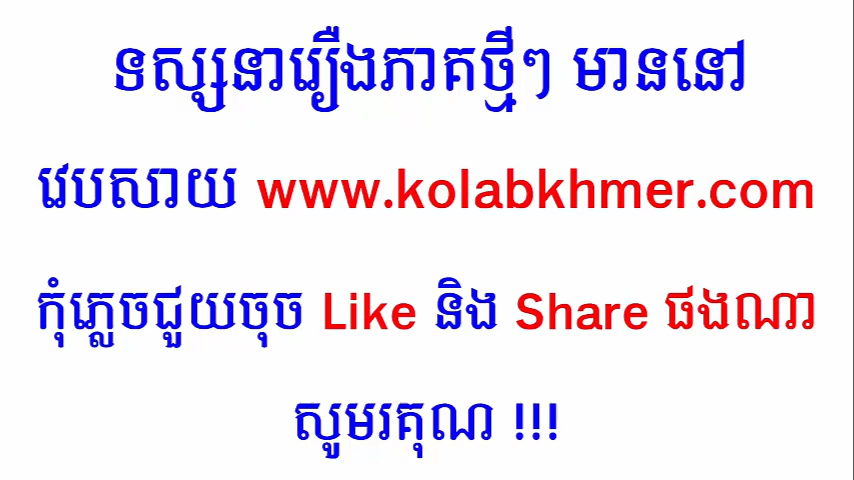 ទស្សនារឿងភាគថ្មីៗ មាននៅ
វេបសាយ www.kolabkhmer.com
កុំភ្លេចជួយចុច Like និង Share ផងណា
សូមរគុណ !!!